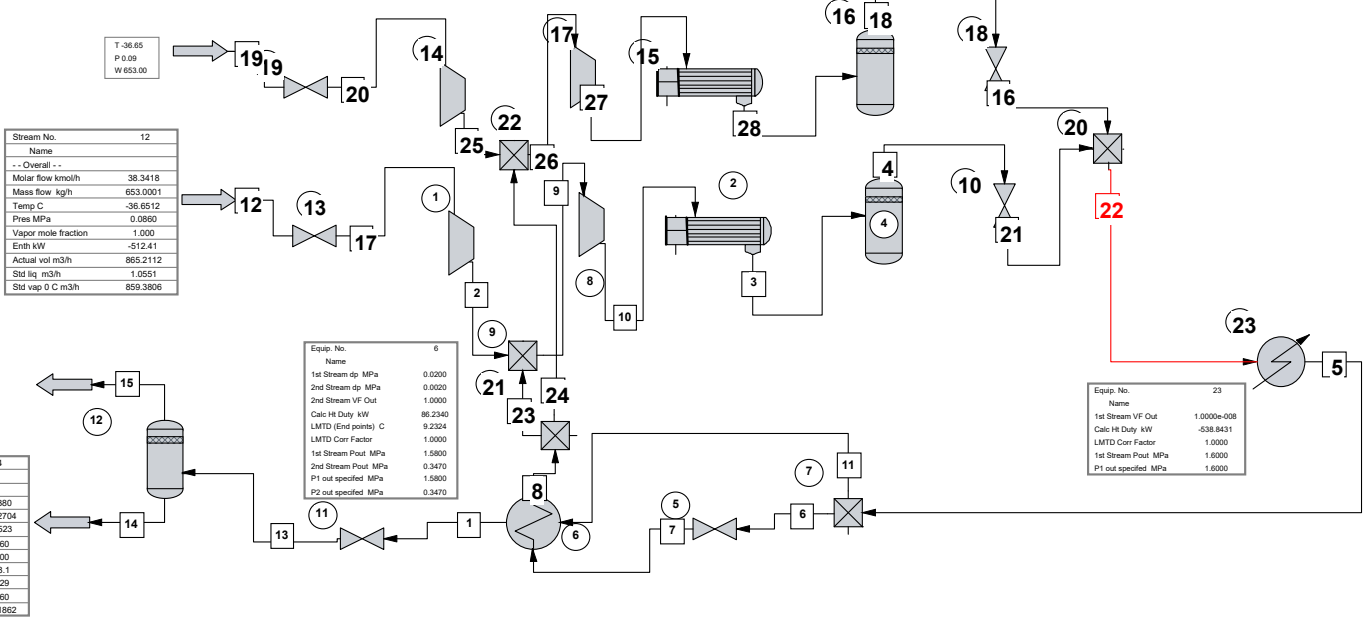 16
18
18
17
14
15
T -36.65
P 0.09
W 653.00
19
19
20
27
16
28
20
25
22
26
Stream No. 12
Name
- - Overall - -
Molar flow kmol/h 38.3418
Mass flow kg/h 653.0001
Temp C -36.6512
Pres MPa 0.0860
Vapor mole fraction 1.000
Enth kW -512.41
Actual vol m3/h 865.2112
Std liq m3/h 1.0551
Std vap 0 C m3/h 859.3806
12
13
17
1
9
2
4
4
10
21
22
2
8
3
10
9
23
5
21
23
24
Equip. No. 6
Name
1st Stream dp MPa 0.0200
2nd Stream dp MPa 0.0020
2nd Stream VF Out 1.0000
Calc Ht Duty kW 86.2340
LMTD (End points) C 9.2324
LMTD Corr Factor 1.0000
1st Stream Pout MPa 1.5800
2nd Stream Pout MPa 0.3470
P1 out specifed MPa 1.5800
P2 out specifed MPa 0.3470
Equip. No. 23
Name
1st Stream VF Out 1.0000e-008
Calc Ht Duty kW -538.8431
LMTD Corr Factor 1.0000
1st Stream Pout MPa 1.6000
P1 out specifed MPa 1.6000
15
12
14
13
11
1
8
6
5
7
6
7
11
2704
523
60
00
29
60
1862